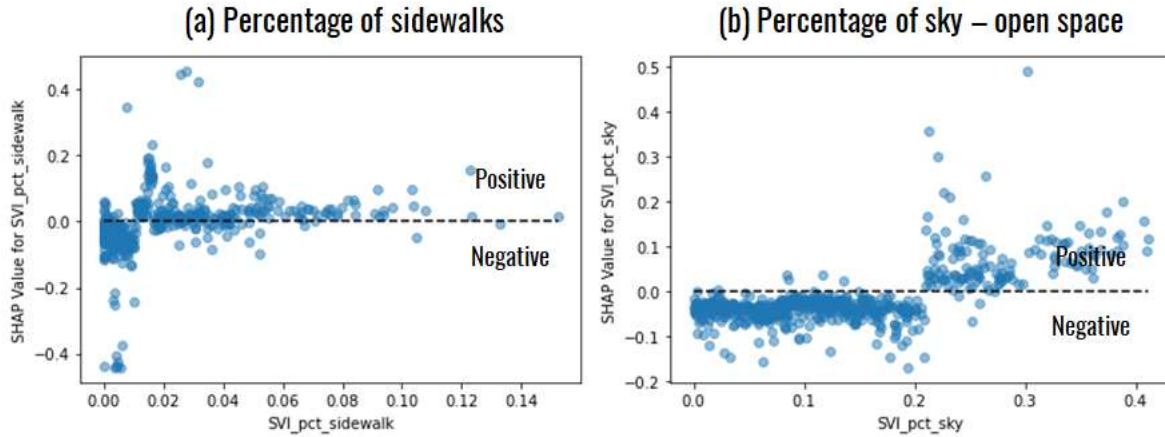 (a) Percentage of sidewalks
0.4
0.2
0.0
−0.2
−0.4
SHAP Value for SVI_pct_sidewalk
Positive
Negative
0.00 0.02 0.04 0.06 0.08 0.10 0.12 0.14
SVI_pct_sidewalk
(b) Percentage of sky – open space
0.5
0.4
0.3
0.2
0.1
0.0
−0.1
−0.2
SHAP Value for SVI_pct_sky
Positive
Negative
0.0 0.1 0.2 0.3 0.4
SVI_pct_sky